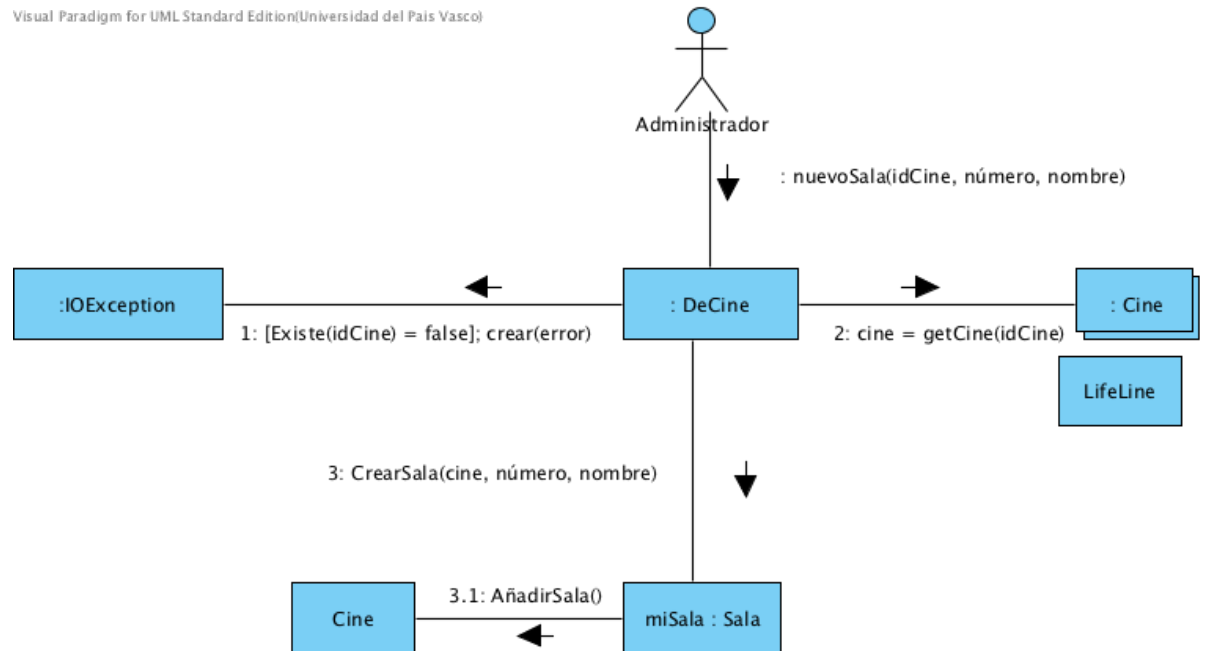 Visual Paradigm for UML Standard Edition(Universidad del Pais Vasco)
Administrador
: nuevoSala(idCine, número, nombre)
:IOException
: DeCine
: Cine
1: [Existe(idCine) = false]; crear(error)
2: cine = getCine(idCine)
LifeLine
3: CrearSala(cine, número, nombre)
3.1: AñadirSala()
Cine
miSala : Sala